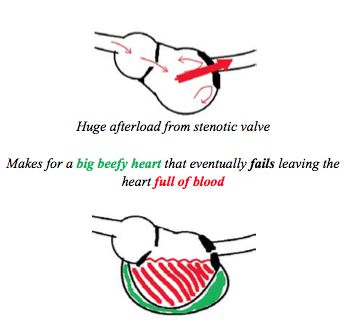 Huge afterload from stenotic valve
Makes for a big beefy heart that eventually fails leaving the
heart full of blood